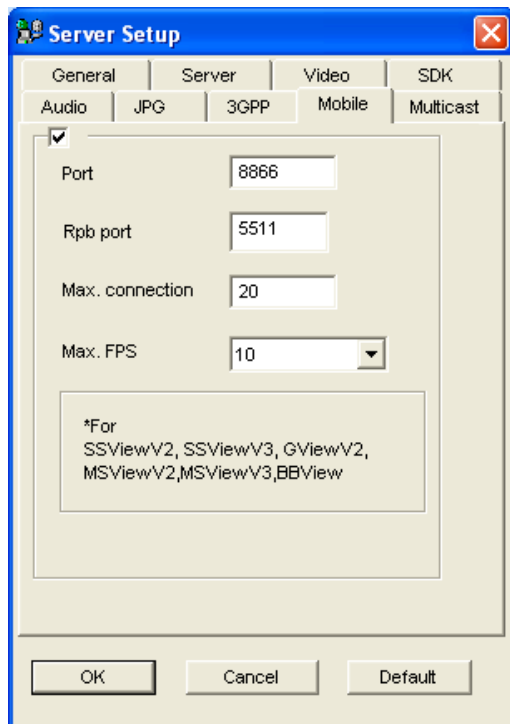 Server Setup
General Server Video SDK
Audio JPG 3GPP Mobile Multicast
Port 8866
Rpb port 5511
Max. connection 20
Max. FPS 10
*For
SSViewV2, SSViewV3, GViewV2,
MSViewV2,MSViewV3,BBView
OK Cancel Default